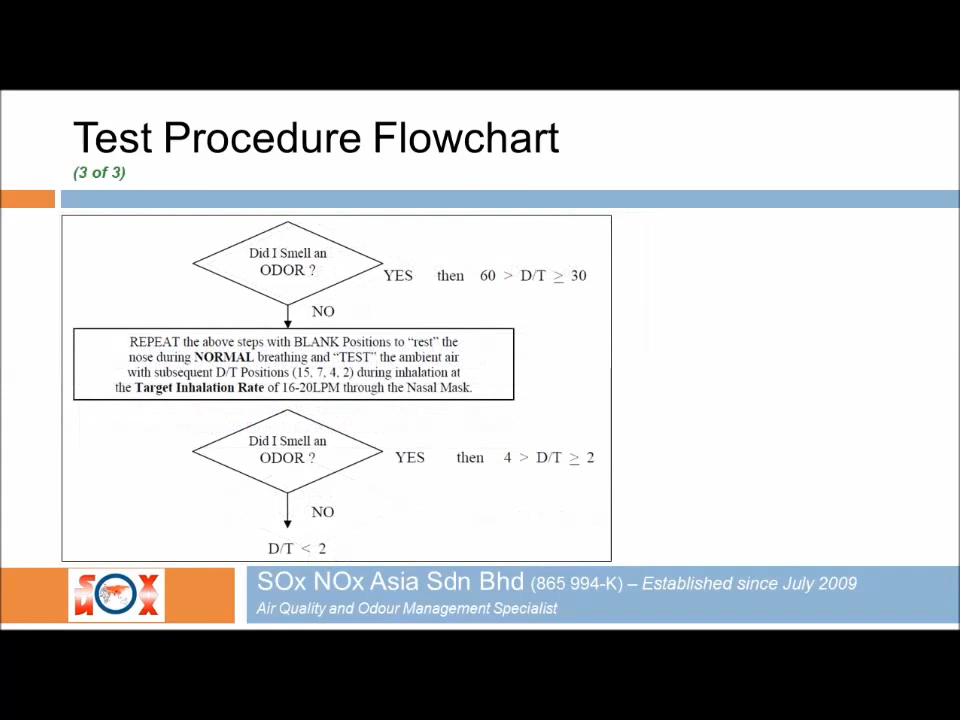 Test Procedure Flowchart
(3 of 3)
Did I Smell an
ODOR ?
YES then 60 > D/T ≥ 30
NO
REPEAT the above steps with BLANK Positions to “rest” the
nose during NORMAL breathing and “TEST” the ambient air
with subsequent D/T Positions (15, 7, 4, 2) during inhalation at
the Target Inhalation Rate of 16-20LPM through the Nasal Mask.
Did I Smell an
ODOR ?
YES then 4 > D/T ≥ 2
NO
D/T < 2
SOx NOx Asia Sdn Bhd (865 994-K) – Established since July 2009
Air Quality and Odour Management Specialist
SOX
NOX